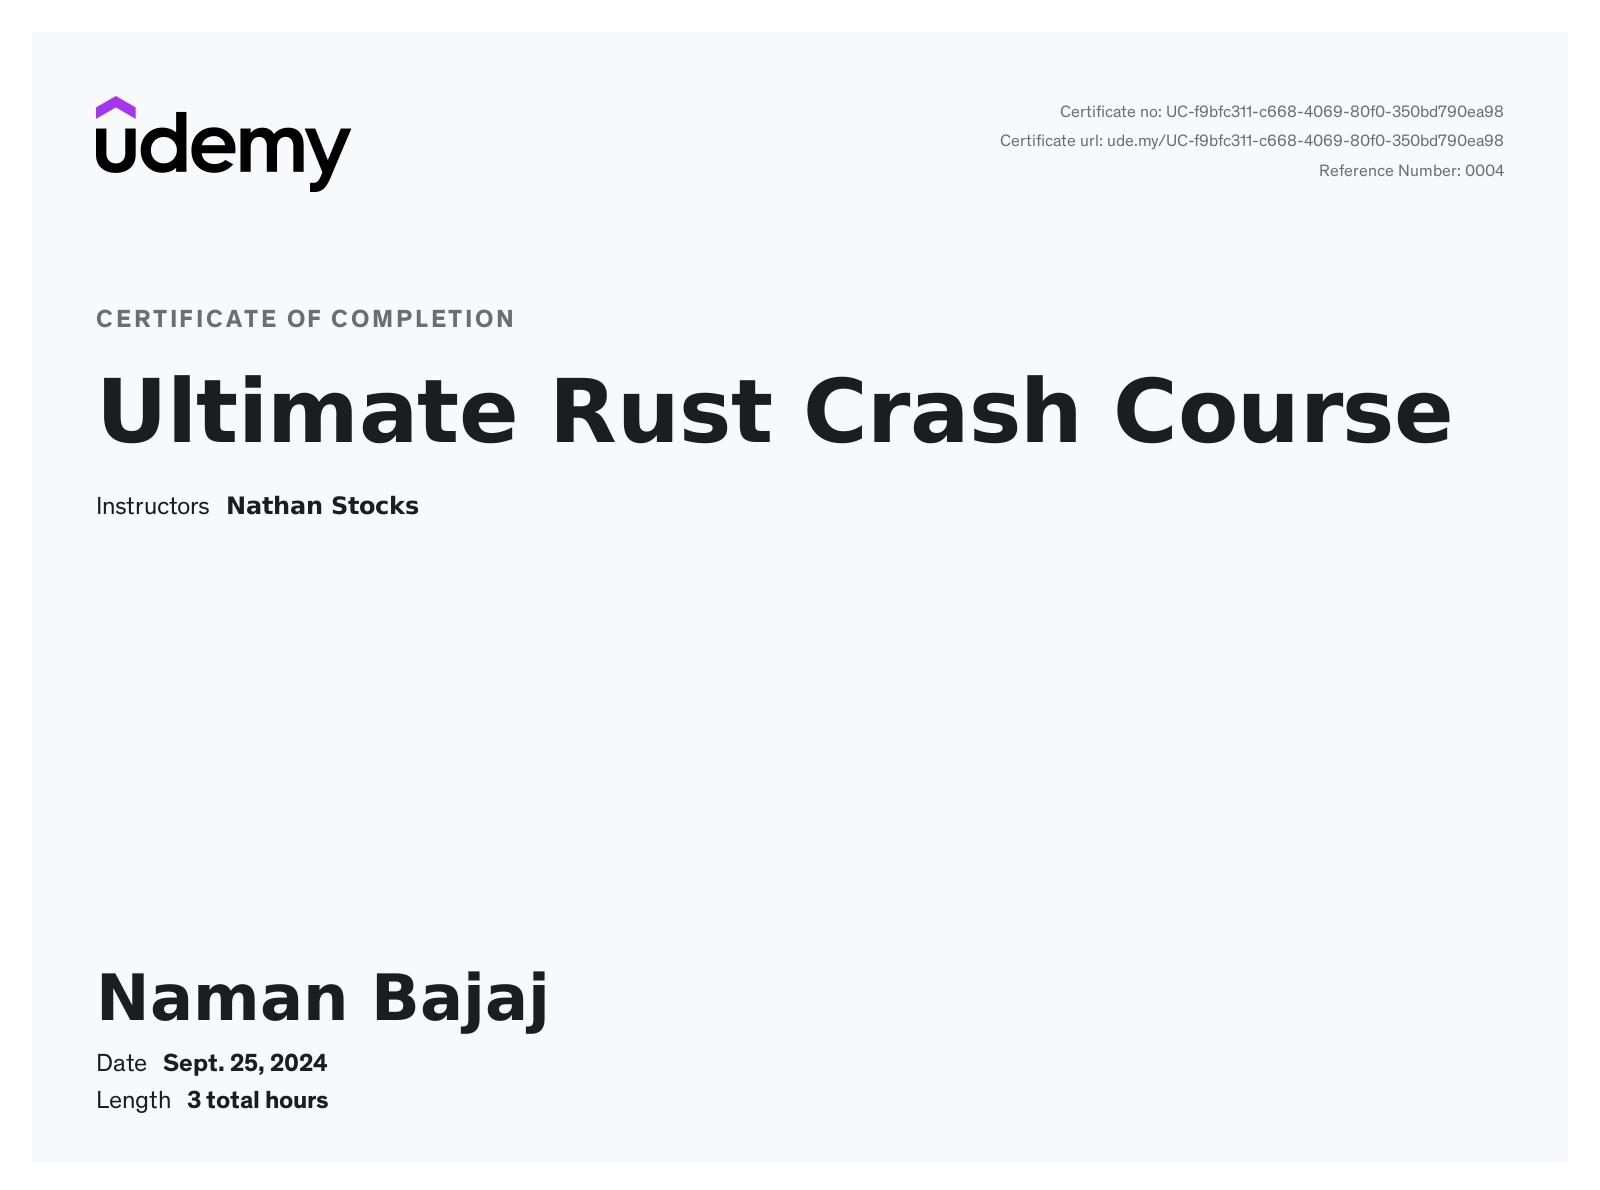 udemy
Certificate no: UC-f9bfc311-c668-4069-80f0-350bd790ea98
Certificate url: ude.my/UC-f9bfc311-c668-4069-80f0-350bd790ea98
Reference Number: 0004
CERTIFICATE OF COMPLETION
Ultimate Rust Crash Course
Instructors Nathan Stocks
Naman Bajaj
Date Sept. 25, 2024
Length 3 total hours